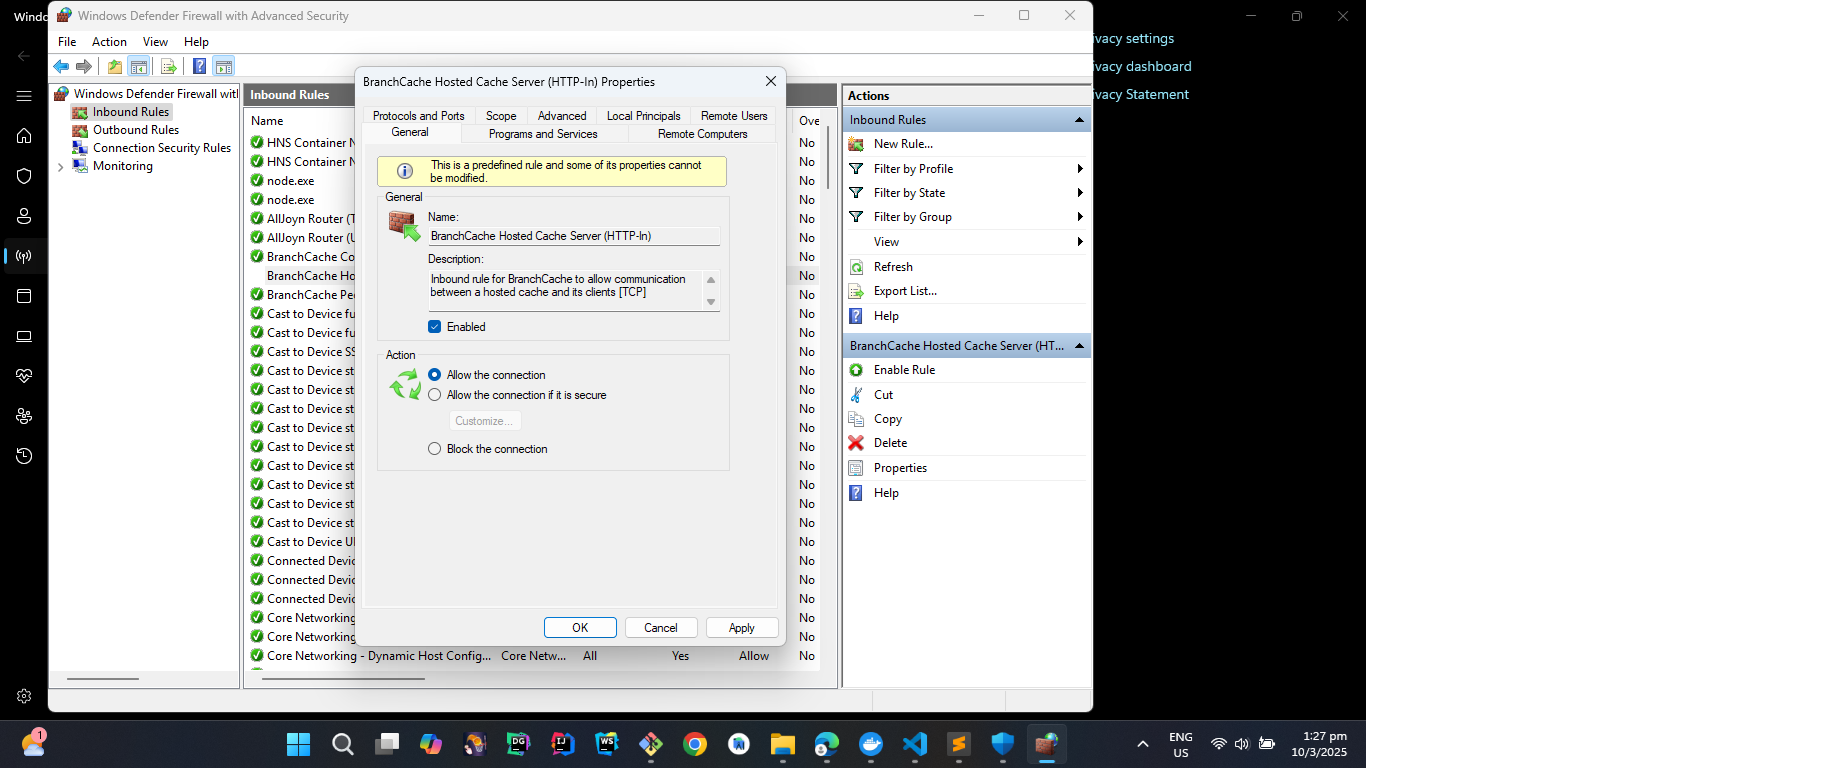 Windo
Windows Defender Firewall with Advanced Security
File Action View Help
Windows Defender Firewall with
Inbound Rules
Outbound Rules
Connection Security Rules
Monitoring
Inbound Rules
Name
Ove
HNS Container N
No
HNS Container N
No
node.exe
No
node.exe
No
AllJoyn Router (T
No
AllJoyn Router (U
No
BranchCache Co
No
BranchCache Ho
No
BranchCache Pee
No
Cast to Device fu
No
Cast to Device fu
No
Cast to Device SS
No
Cast to Device st
No
Cast to Device st
No
Cast to Device st
No
Cast to Device st
No
Cast to Device st
No
Cast to Device st
No
Cast to Device st
No
Cast to Device st
No
Cast to Device st
No
Cast to Device U
No
Connected Devic
No
Connected Devic
No
Connected Devic
No
Core Networking
No
Core Networking
No
Core Networking - Dynamic Host Config... Core Netw... All Yes Allow No
BranchCache Hosted Cache Server (HTTP-In) Properties
Protocols and Ports Scope Advanced Local Principals Remote Users
General Programs and Services Remote Computers
This is a predefined rule and some of its properties cannot
be modified.
General
Name:
BranchCache Hosted Cache Server (HTTP-In)
Description:
Inbound rule for BranchCache to allow communication
between a hosted cache and its clients [TCP]
Enabled
Action
Allow the connection
Allow the connection if it is secure
Customize...
Block the connection
OK Cancel Apply
Actions
Inbound Rules
New Rule...
Filter by Profile
Filter by State
Filter by Group
View
Refresh
Export List...
Help
BranchCache Hosted Cache Server (HT...
Enable Rule
Cut
Copy
Delete
Properties
Help
ivacy settings
ivacy dashboard
ivacy Statement
1
DG
IJ
WS
ENG
US
1:27 pm
10/3/2025